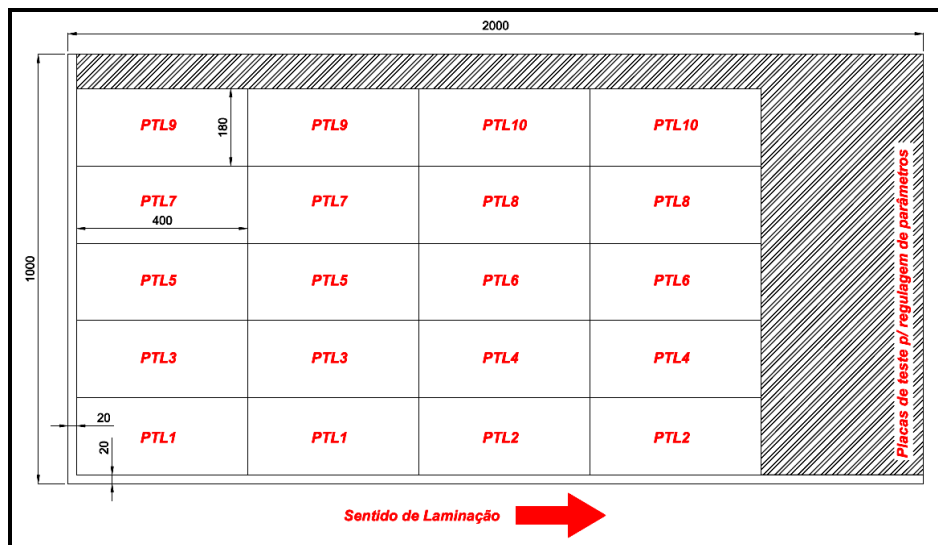 2000
PTL9 PTL9 PTL10 PTL10
180
PTL7 PTL7 PTL8 PTL8
400
1000
PTL5 PTL5 PTL6 PTL6
PTL3 PTL3 PTL4 PTL4
20
PTL1 PTL1 PTL2 PTL2
20
Placas de teste p/ regulagem de parâmetros
Sentido de Laminação